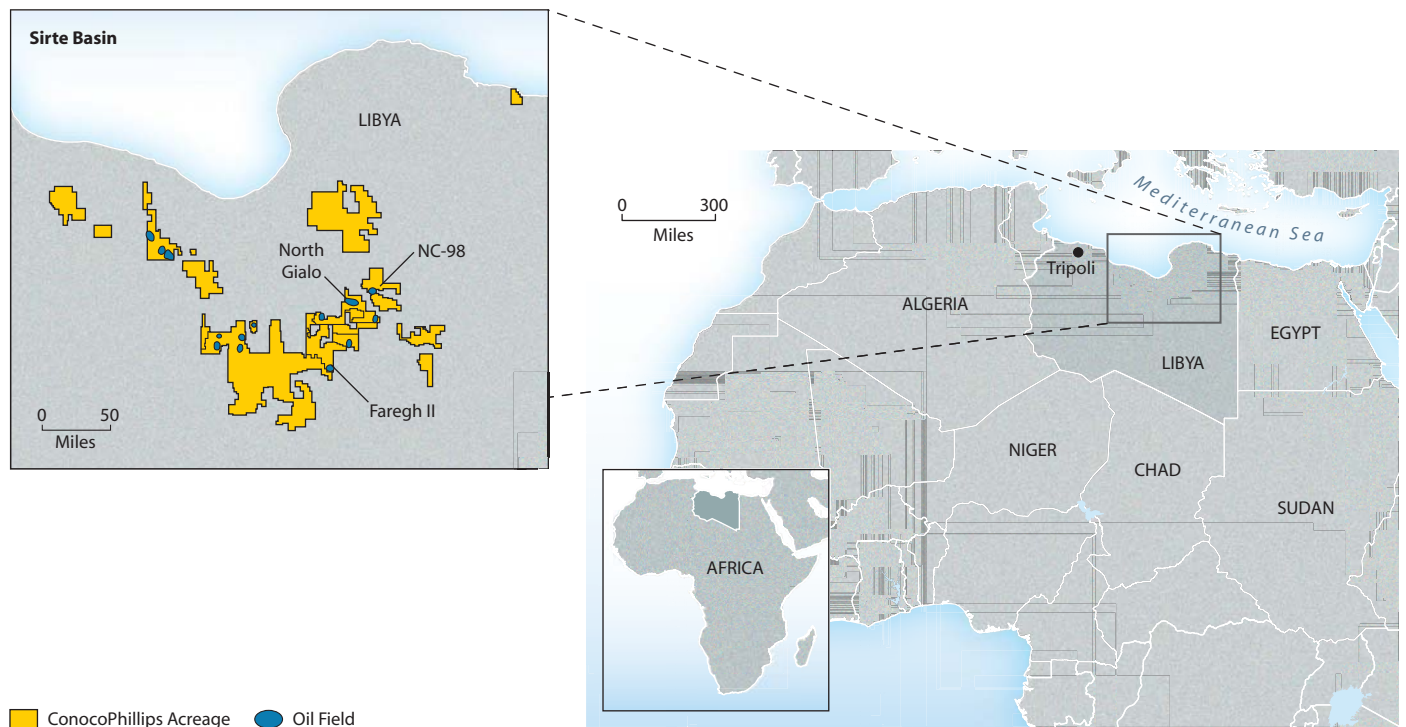 Sirte Basin
LIBYA
North
Gialo
NC-98
Faregh II
0 50
Miles
0 300
Miles
Mediterranean Sea
Tripoli
ALGERIA
LIBYA
EGYPT
NIGER
CHAD
SUDAN
AFRICA
ConocoPhillips Acreage
Oil Field